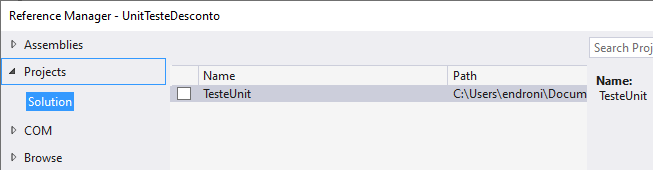 Reference Manager - UnitTesteDesconto
Assemblies
Projects
Solution
COM
Browse
Name Path
TesteUnit C:\Users\endroni\Docum
Search Proj
Name:
TesteUnit